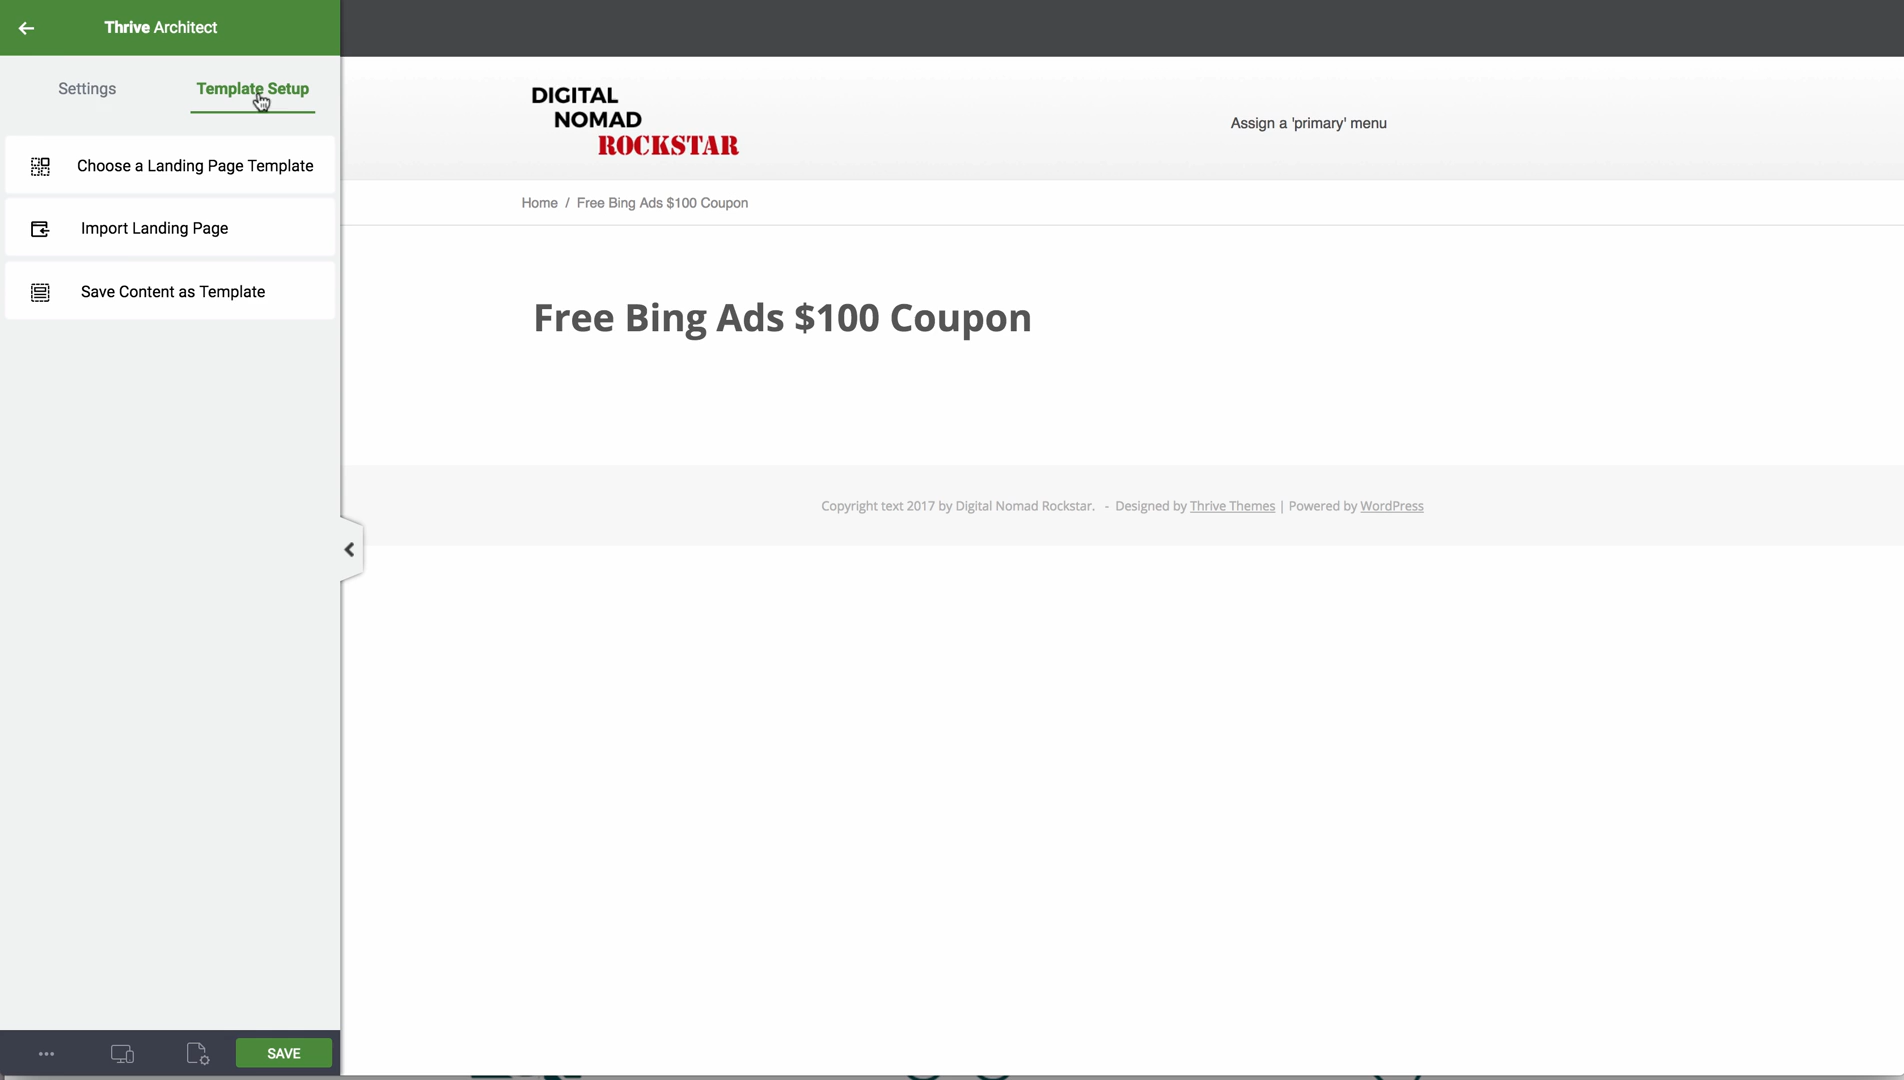 Thrive Architect
Settings
Template Setup
Choose a Landing Page Template
Import Landing Page
Save Content as Template
SAVE
DIGITAL
NOMAD
ROCKSTAR
Assign a 'primary' menu
Home / Free Bing Ads $100 Coupon
Free Bing Ads $100 Coupon
Copyright text 2017 by Digital Nomad Rockstar. - Designed by Thrive Themes | Powered by WordPress